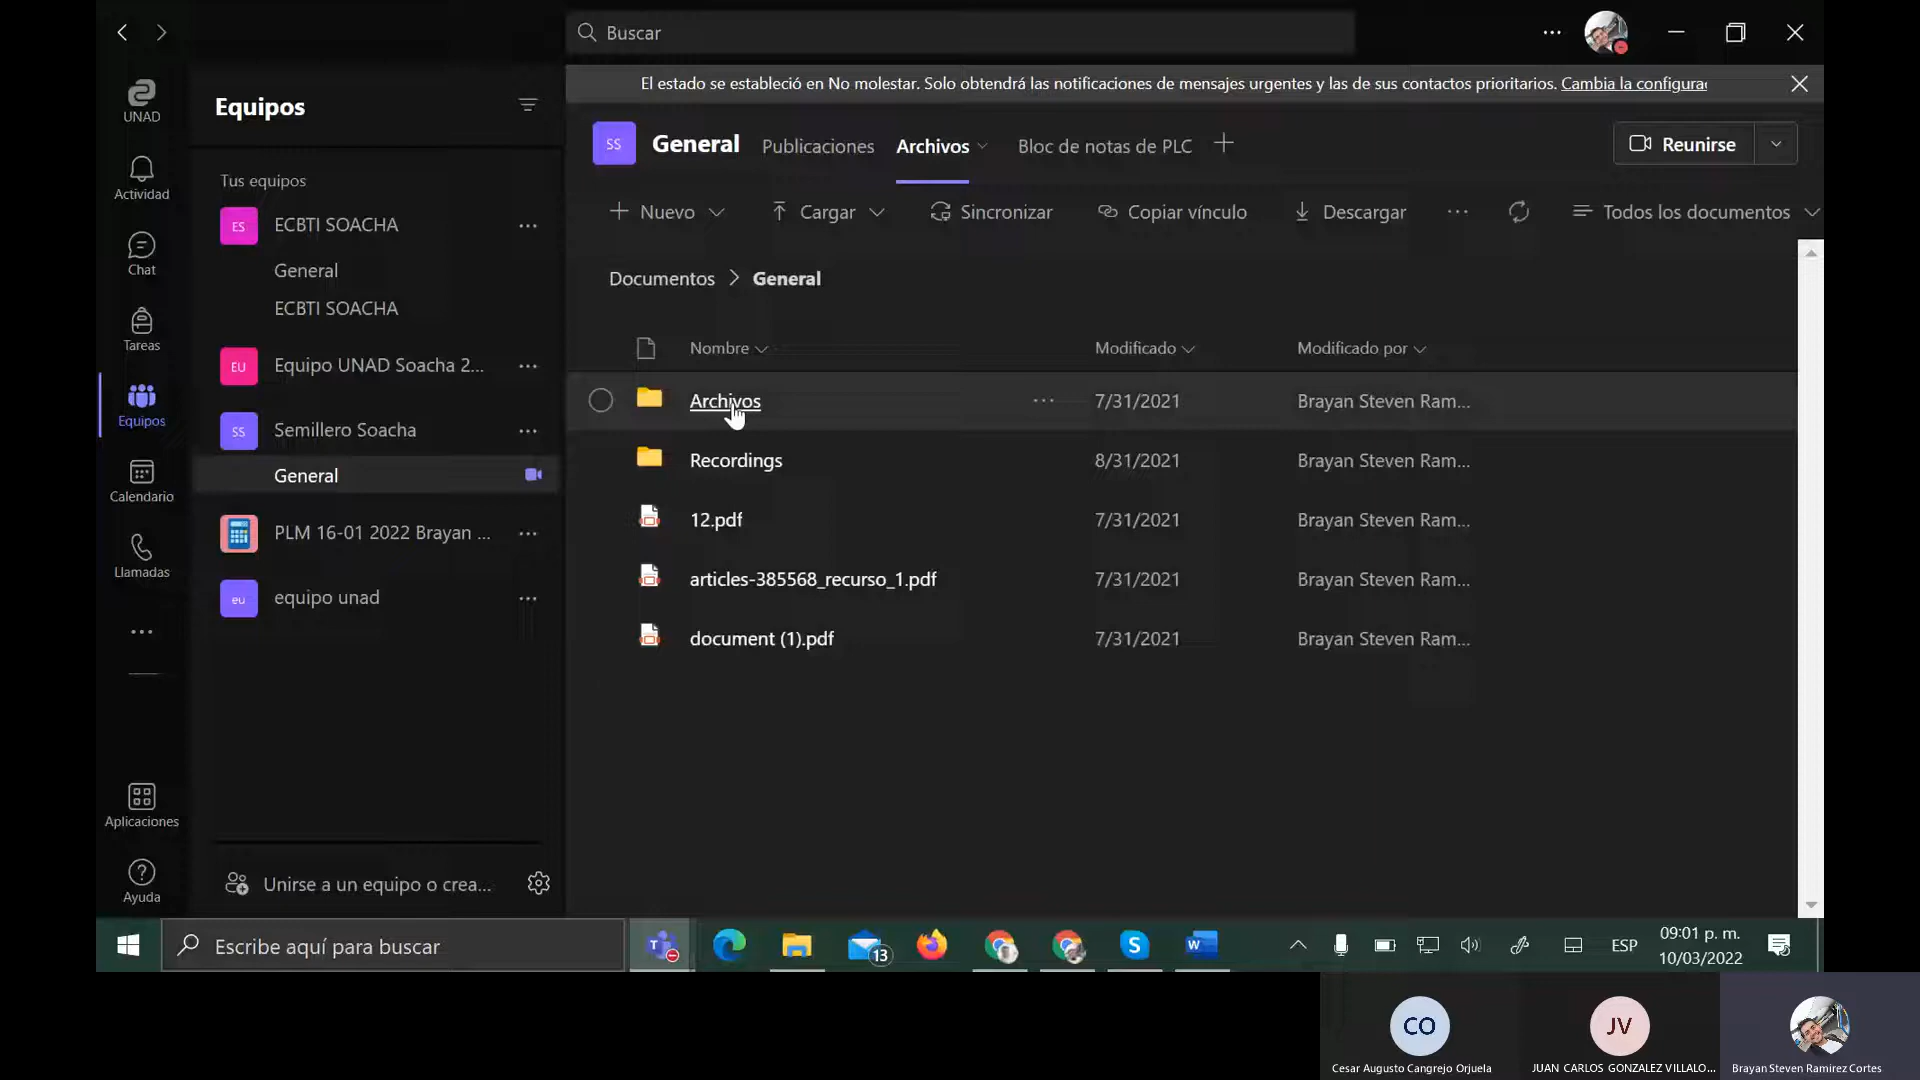 Buscar
El estado se estableció en No molestar. Solo obtendrá las notificaciones de mensajes urgentes y las de sus contactos prioritarios. Cambia la configurac
UNAD
Actividad
Chat
Tareas
Equipos
Calendario
Llamadas
Aplicaciones
Ayuda
Equipos
Tus equipos
ES ECBTI SOACHA
General
ECBTI SOACHA
EU Equipo UNAD Soacha 2...
SS Semillero Soacha
General
PLM 16-01 2022 Brayan ...
eu equipo unad
Unirse a un equipo o crea...
SS General Publicaciones Archivos Bloc de notas de PLC Reunirse
Nuevo Cargar Sincronizar Copiar vínculo Descargar Todos los documentos
Documentos > General
Nombre Modificado Modificado por
Archivos 7/31/2021 Brayan Steven Ram...
Recordings 8/31/2021 Brayan Steven Ram...
12.pdf 7/31/2021 Brayan Steven Ram...
articles-385568_recurso_1.pdf 7/31/2021 Brayan Steven Ram...
document (1).pdf 7/31/2021 Brayan Steven Ram...
Escribe aquí para buscar
T
13
S
W
ESP
09:01 p. m.
10/03/2022
CO
Cesar Augusto Cangrejo Orjuela
JV
JUAN CARLOS GONZALEZ VILLALO...
Brayan Steven Ramirez Cortes